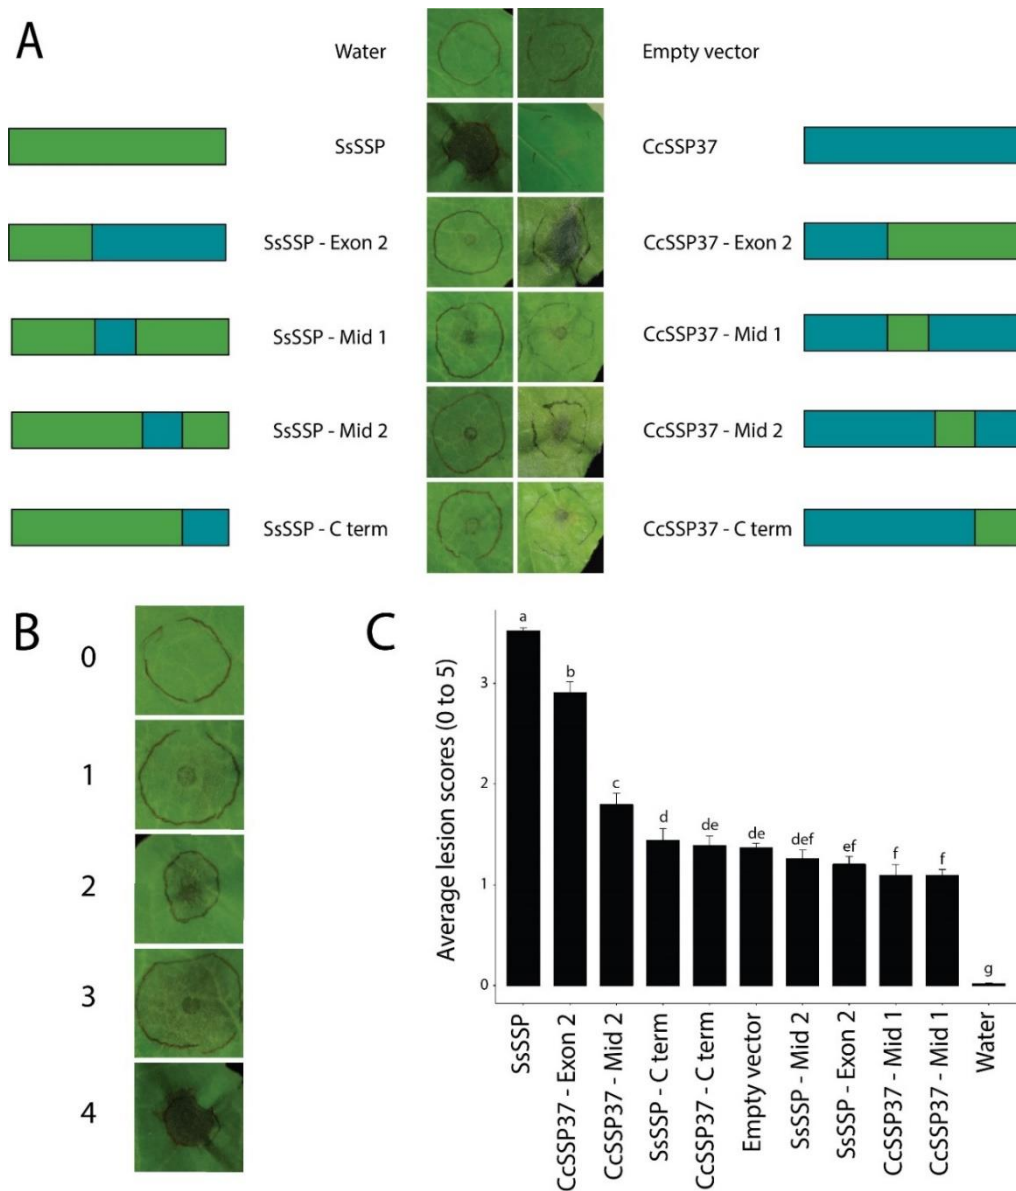 A
Water
Empty vector
SsSSP
CcSSP37
SsSSP - Exon 2
CcSSP37 - Exon 2
SsSSP - Mid 1
CcSSP37 - Mid 1
SsSSP - Mid 2
CcSSP37 - Mid 2
SsSSP - C term
CcSSP37 - C term
B
0
1
2
3
4
C
Average lesion scores (0 to 5)
3
2
1
0
a
b
c
d
de
de
def
ef
f
f
g
SsSSP
CcSSP37 - Exon 2
CcSSP37 - Mid 2
SsSSP - C term
CcSSP37 - C term
Empty vector
SsSSP - Mid 2
SsSSP - Exon 2
CcSSP37 - Mid 1
CcSSP37 - Mid 1
Water